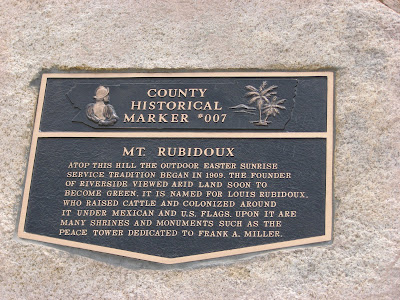 COUNTY
HISTORICAL
MARKER #007
MT. RUBIDOUX
ATOP THIS HILL THE OUTDOOR EASTER SUNRISE
SERVICE TRADITION BEGAN IN 1909. THE FOUNDER
OF RIVERSIDE VIEWED ARID LAND SOON TO
BECOME GREEN. IT IS NAMED FOR LOUIS RUBIDOUX,
WHO RAISED CATTLE AND COLONIZED AROUND
IT UNDER MEXICAN AND U.S. FLAGS. UPON IT ARE
MANY SHRINES AND MONUMENTS SUCH AS THE
PEACE TOWER DEDICATED TO FRANK A. MILLER.